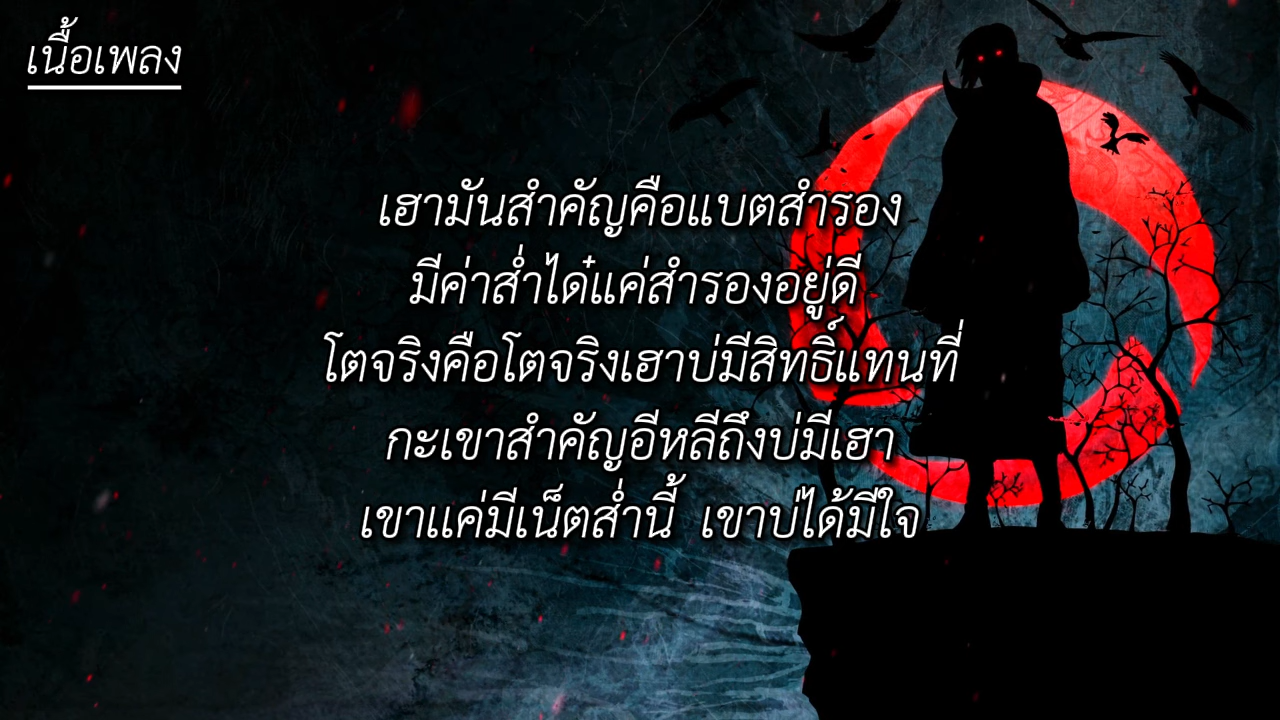 เนื้อเพลง
เฮามันสำคัญคือแบตสำรอง
มีค่าส่ำได๋แค่สำรองอยู่ดี
โตจริงคือโตจริงเฮาบ่มีสิทธิ์แทนที่
กะเขาสำคัญอีหลีถึงบ่มีเฮา
เขาแค่มีเน็ตส่ำนี้ เขาบ่ได้มีใจ